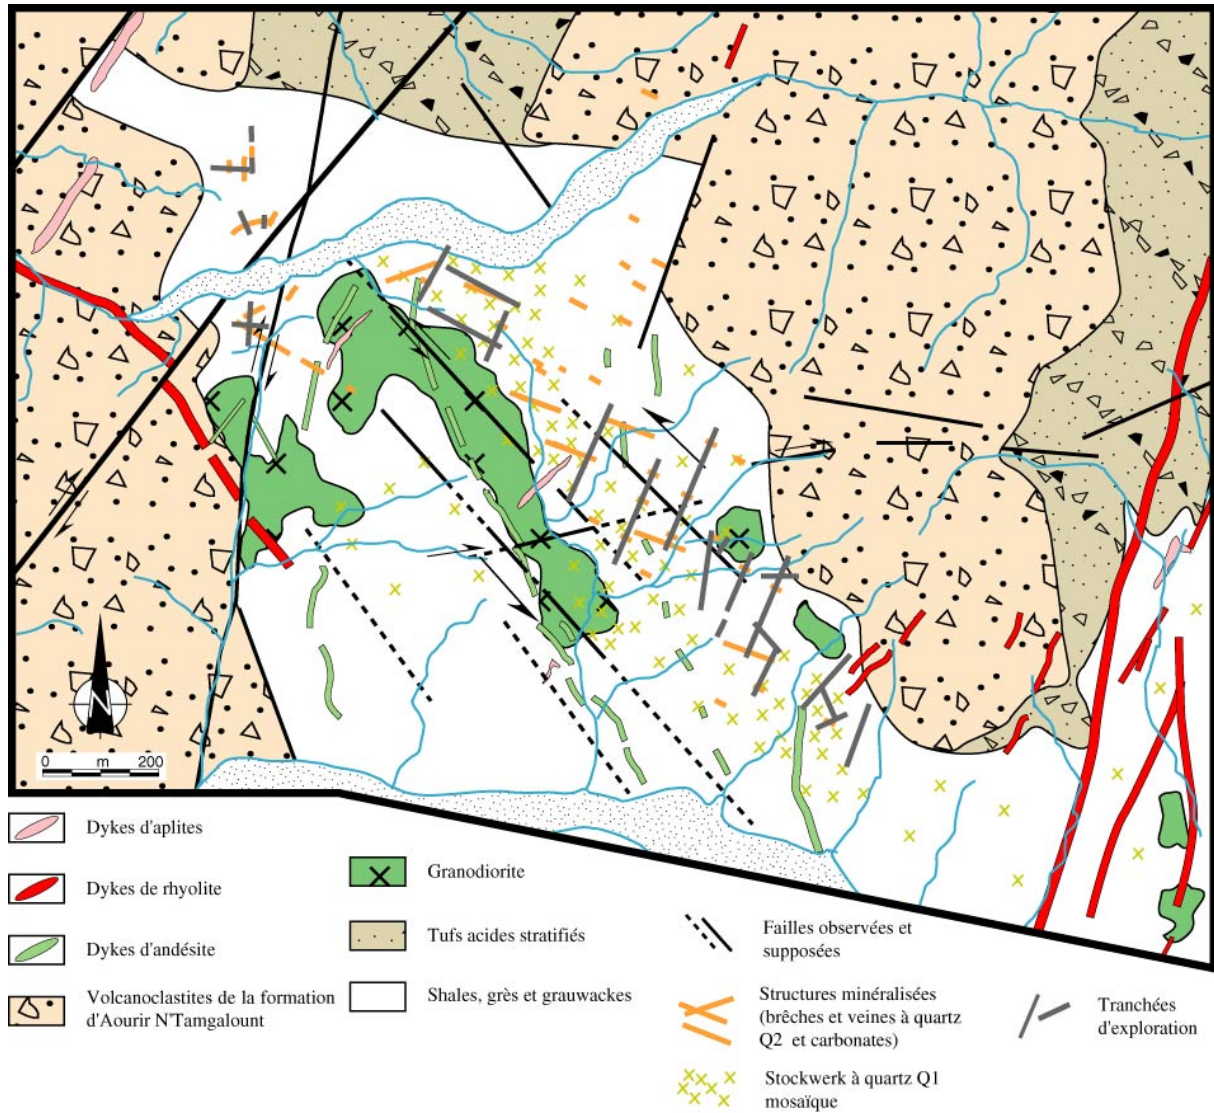 N
0 m 200
Dykes d'aplites
Dykes de rhyolite
Dykes d'andésite
Volcanoclastites de la formation
d'Aourir N'Tamgalount
Granodiorite
Tufs acides stratifiés
Shales, grès et grauwackes
Failles observées et
supposées
Structures minéralisées
(brêches et veines à quartz
Q2 et carbonates)
Stockwerk à quartz Q1
mosaïque
Tranchées
d'exploration